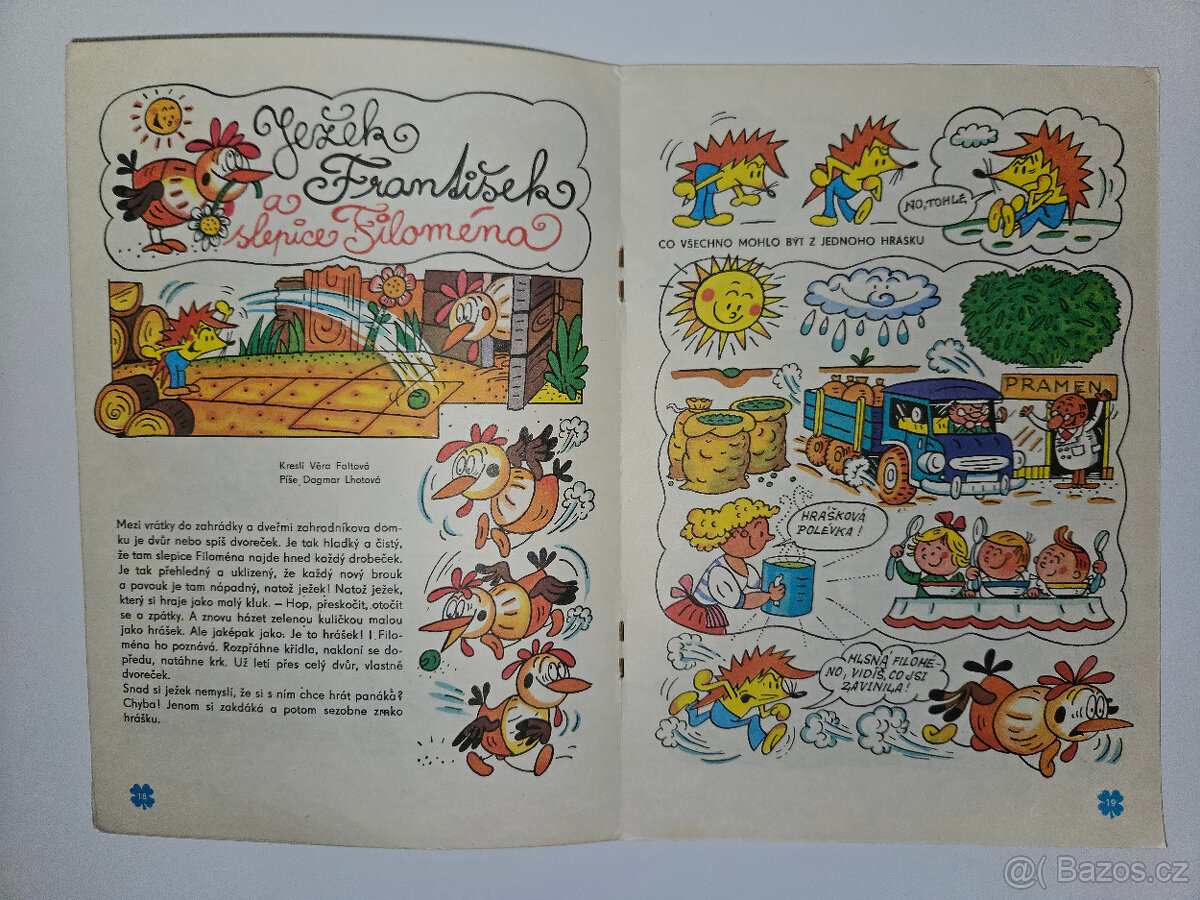 Ježek
František
a
slepice Filoména
Kreslí Věra Faltová
Píše Dagmar Lhotová
Mezi vrátky do zahrádky a dveřmi zahradníkova dom-
ku je dvůr nebo spíš dvoreček. Je tak hladký a čistý,
že tam slepice Filoména najde hned každý drobeček.
Je tak přehledný a uklizený, že každý nový brouk
a pavouk je tam nápadný, natož ježek! Natož ježek,
který si hraje jako malý kluk. — Hop, přeskočit, otočit
se a zpátky. A znovu házet zelenou kuličkou malou
jako hrášek. Ale jaképak jako. Je to hrášek! I Filo-
ména ho poznává. Rozpřáhne křídla, nakloní se do-
předu, natáhne krk. Už letí přes celý dvůr, vlastně
dvoreček.
Snad si ježek nemyslí, že si s ním chce hrát panáka?
Chyba! Jenom si zakdáká a potom sezobne zrnko
hrášku.
18
NO, TOHLE
CO VŠECHNO MOHLO BÝT Z JEDNOHO HRÁŠKU
PRAMEN
HRÁŠKOVÁ
POLÉVKA!
MLSNÁ FILOMÉ-
NO, VIDÍŠ, CO JSI
ZAVINILA!
19
@( Bazos.cz